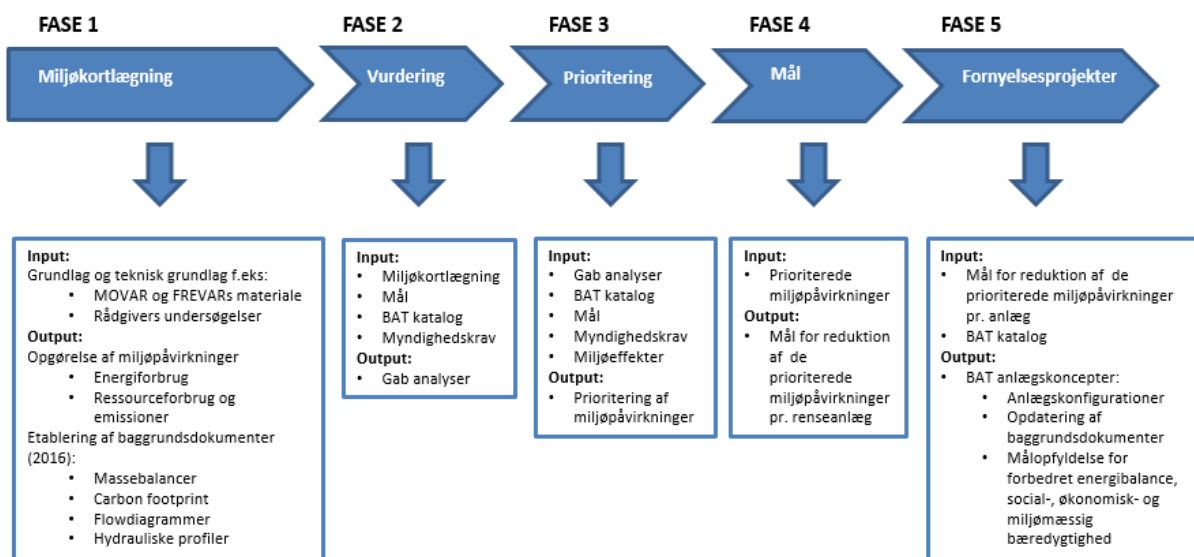 FASE 1
FASE 2
FASE 3
FASE 4
FASE 5
Miljøkortlægning
Vurdering
Prioritering
Mål
Fornyelsesprojekter
Input:
Grundlag og teknisk grundlag f.eks:
• MOVAR og FREVARs materiale
• Rådgivers undersøgelser
Output:
Opgørelse af miljøpåvirkninger
• Energiforbrug
• Ressourceforbrug og
emissioner
Etablering af baggrundsdokumenter
(2016):
• Massebalancer
• Carbon footprint
• Flowdiagrammer
• Hydrauliske profiler
Input:
• Miljøkortlægning
• Mål
• BAT katalog
• Myndighedskrav
Output:
• Gab analyser
Input:
• Gab analyser
• BAT katalog
• Mål
• Myndighedskrav
• Miljøeffekter
Output:
• Prioritering af
miljøpåvirkninger
Input:
• Prioriterede
miljøpåvirkninger
Output:
• Mål for reduktion
af de
prioriterede
miljøpåvirkninger
pr. renseanlæg
Input:
• Mål for reduktion af de
prioriterede miljøpåvirkninger
pr. anlæg
• BAT katalog
Output:
• BAT anlægskoncepter:
• Anlægskonfigurationer
• Opdatering af
baggrundsdokumenter
• Målopfyldelse for
forbedret energibalance,
social-, økonomisk- og
miljømæssig
bæredygtighed